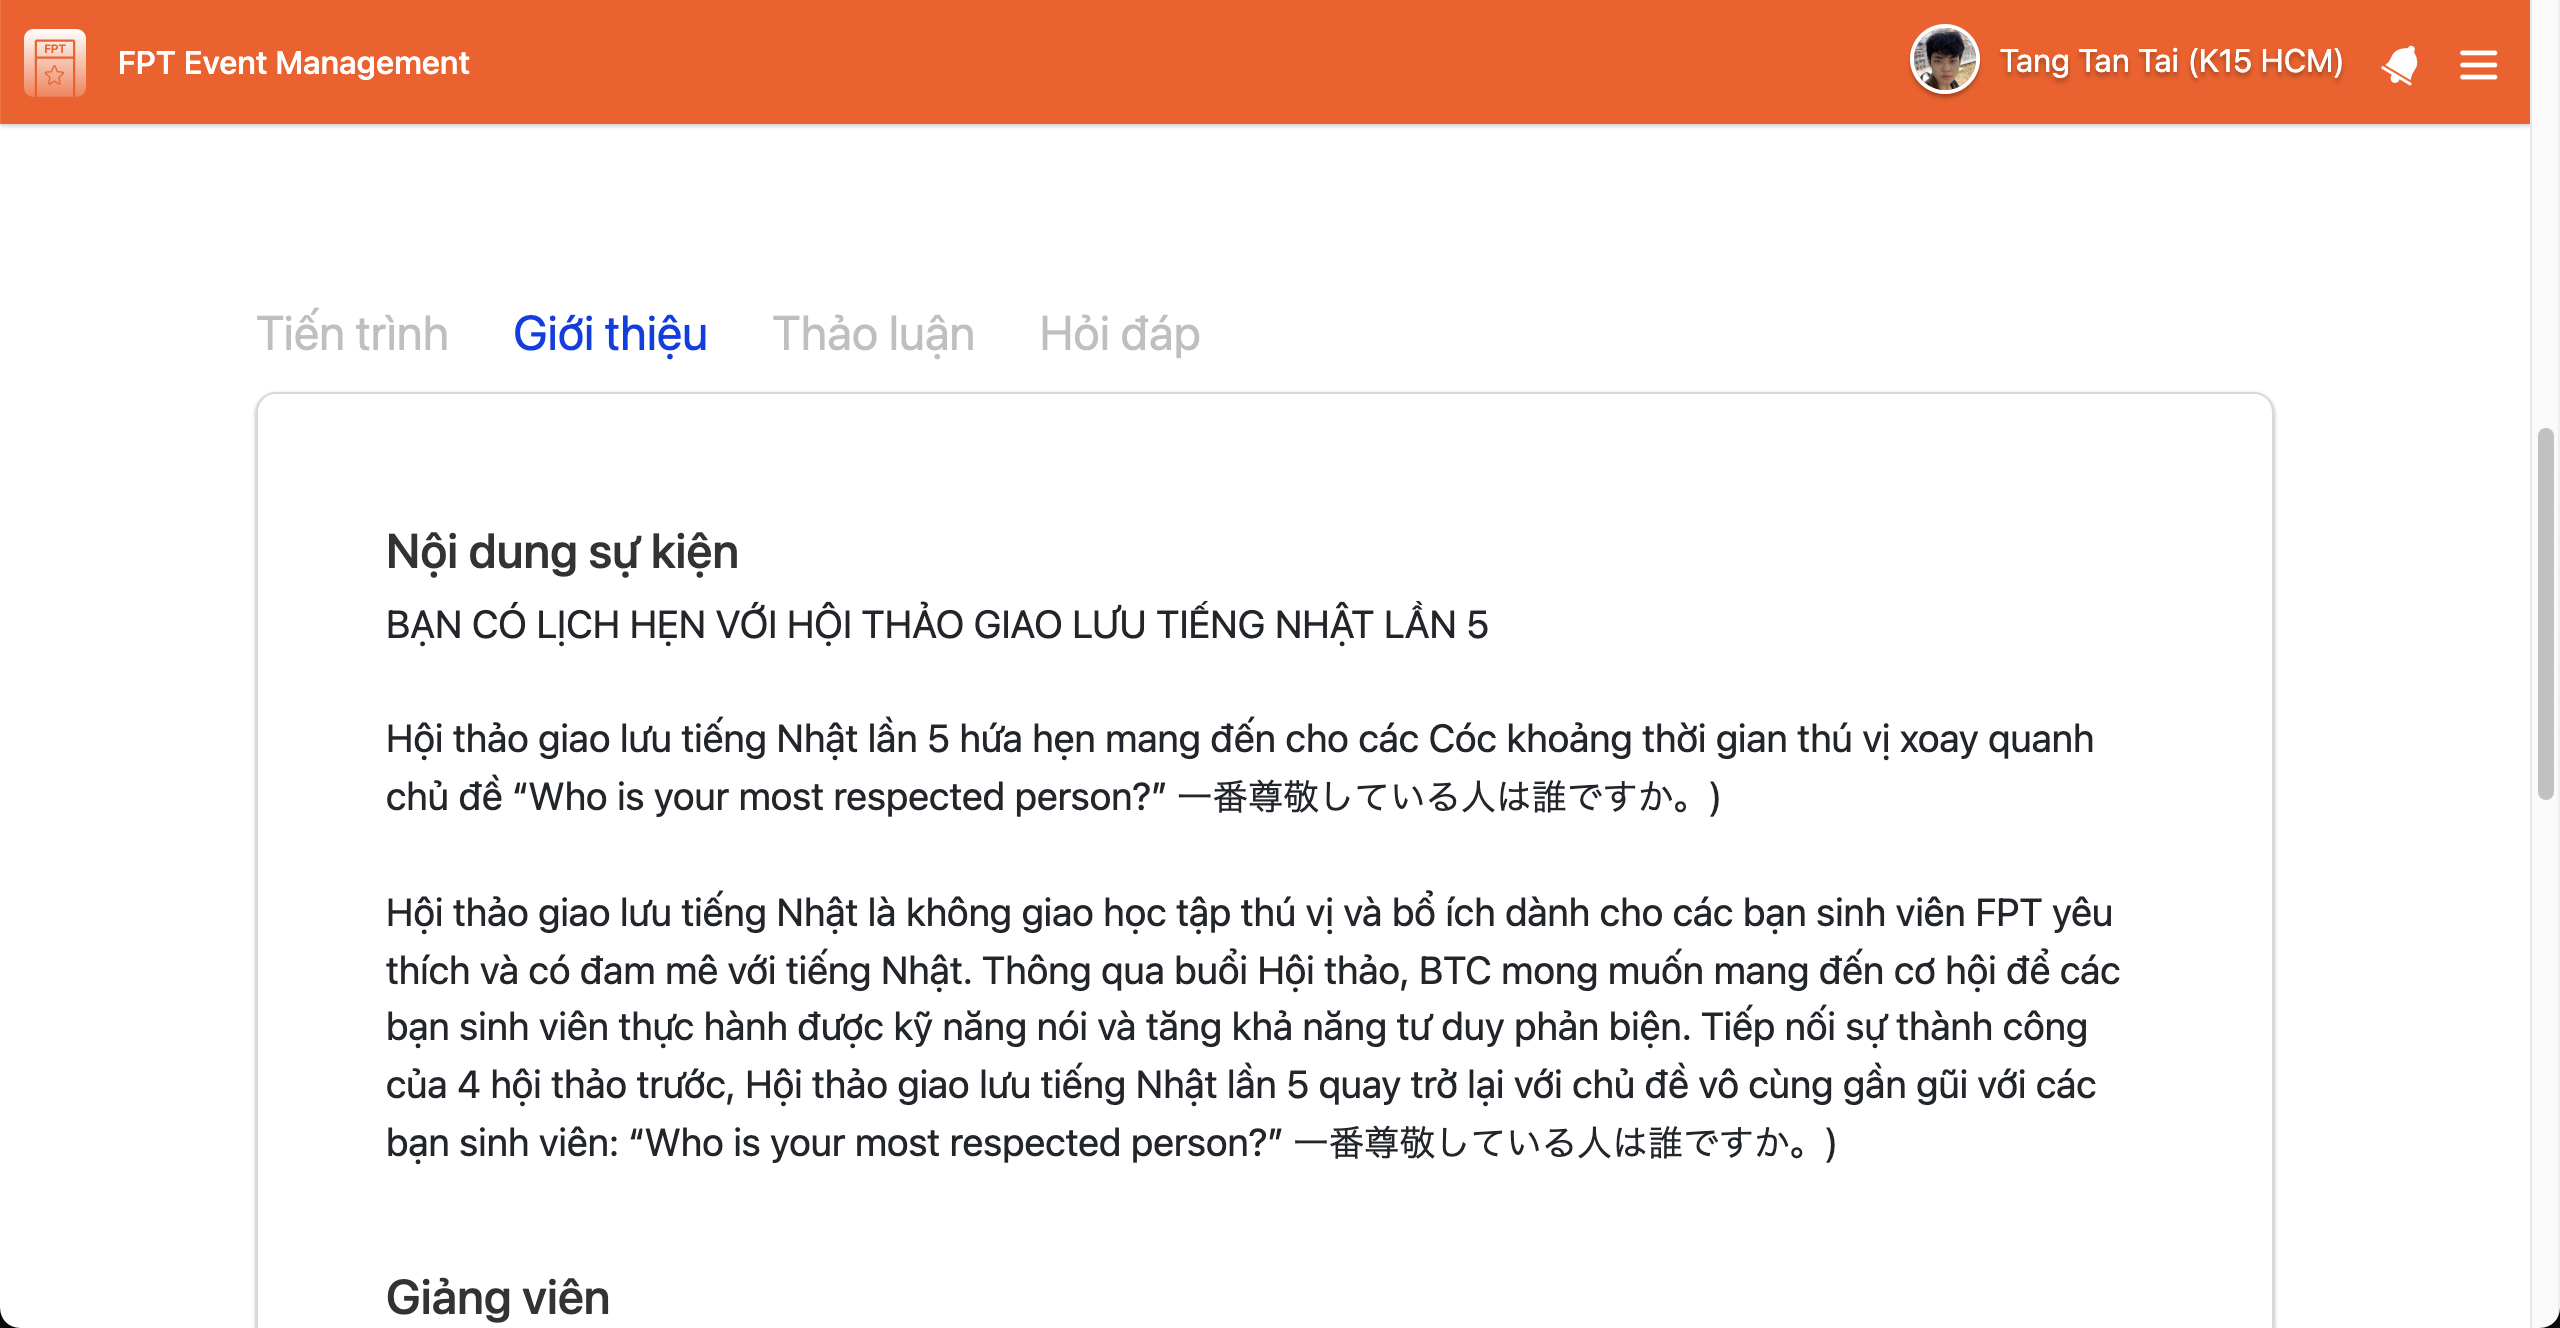 FPT
FPT Event Management
Tang Tan Tai (K15 HCM)
Tiến trình Giới thiệu Thảo luận Hỏi đáp
Nội dung sự kiện
BẠN CÓ LỊCH HẸN VỚI HỘI THẢO GIAO LƯU TIẾNG NHẬT LẦN 5
Hội thảo giao lưu tiếng Nhật lần 5 hứa hẹn mang đến cho các Cóc khoảng thời gian thú vị xoay quanh
chủ đề “Who is your most respected person?” 一番尊敬している人は誰ですか。)
Hội thảo giao lưu tiếng Nhật là không giao học tập thú vị và bổ ích dành cho các bạn sinh viên FPT yêu
thích và có đam mê với tiếng Nhật. Thông qua buổi Hội thảo, BTC mong muốn mang đến cơ hội để các
bạn sinh viên thực hành được kỹ năng nói và tăng khả năng tư duy phản biện. Tiếp nối sự thành công
của 4 hội thảo trước, Hội thảo giao lưu tiếng Nhật lần 5 quay trở lại với chủ đề vô cùng gần gũi với các
bạn sinh viên: “Who is your most respected person?” 一番尊敬している人は誰ですか。)
Giảng viên